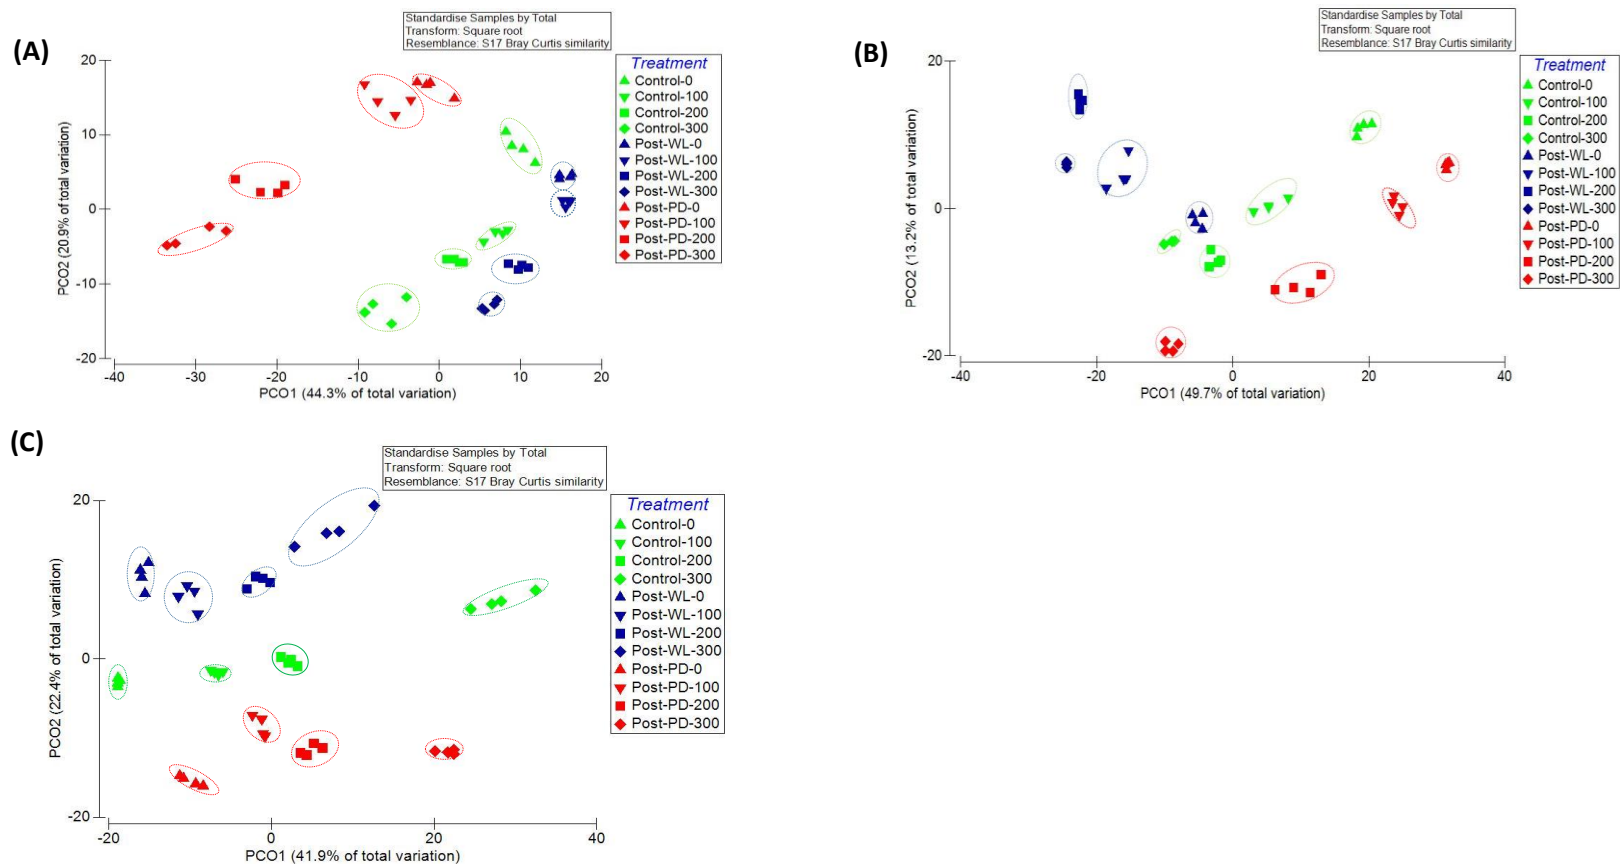 (A)
Standardise Samples by Total
Transform: Square root
Resemblance: S17 Bray Curtis similarity
Treatment
Control-0
Control-100
Control-200
Control-300
Post-WL-0
Post-WL-100
Post-WL-200
Post-WL-300
Post-PD-0
Post-PD-100
Post-PD-200
Post-PD-300
20
10
0
-10
-20
PCO2 (20.9% of total variation)
-40
-30
-20
-10
0
10
20
PCO1 (44.3% of total variation)
(B)
Standardise Samples by Total
Transform: Square root
Resemblance: S17 Bray Curtis similarity
Treatment
Control-0
Control-100
Control-200
Control-300
Post-WL-0
Post-WL-100
Post-WL-200
Post-WL-300
Post-PD-0
Post-PD-100
Post-PD-200
Post-PD-300
20
0
-20
PCO2 (13.2% of total variation)
-40
-20
0
20
40
PCO1 (49.7% of total variation)
(C)
Standardise Samples by Total
Transform: Square root
Resemblance: S17 Bray Curtis similarity
Treatment
Control-0
Control-100
Control-200
Control-300
Post-WL-0
Post-WL-100
Post-WL-200
Post-WL-300
Post-PD-0
Post-PD-100
Post-PD-200
Post-PD-300
20
0
-20
PCO2 (22.4% of total variation)
-20
0
20
40
PCO1 (41.9% of total variation)